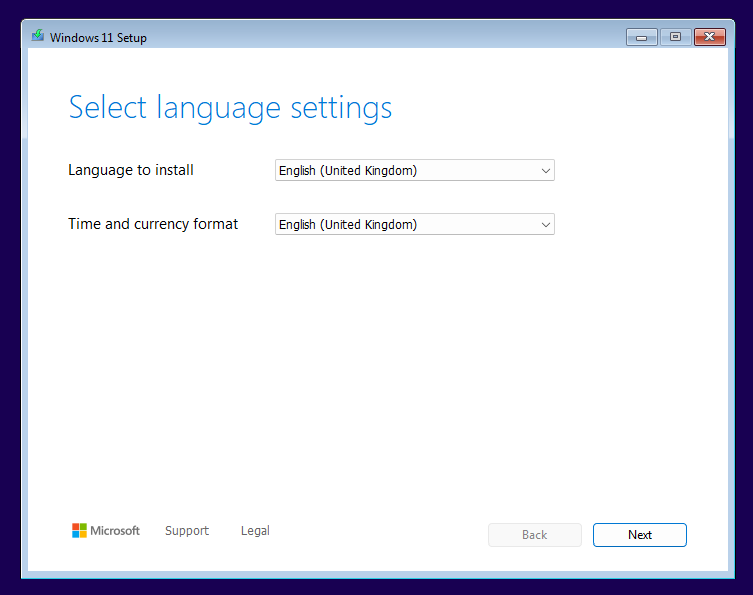 Windows 11 Setup
Select language settings
Language to install English (United Kingdom)
Time and currency format English (United Kingdom)
Microsoft Support Legal Back Next